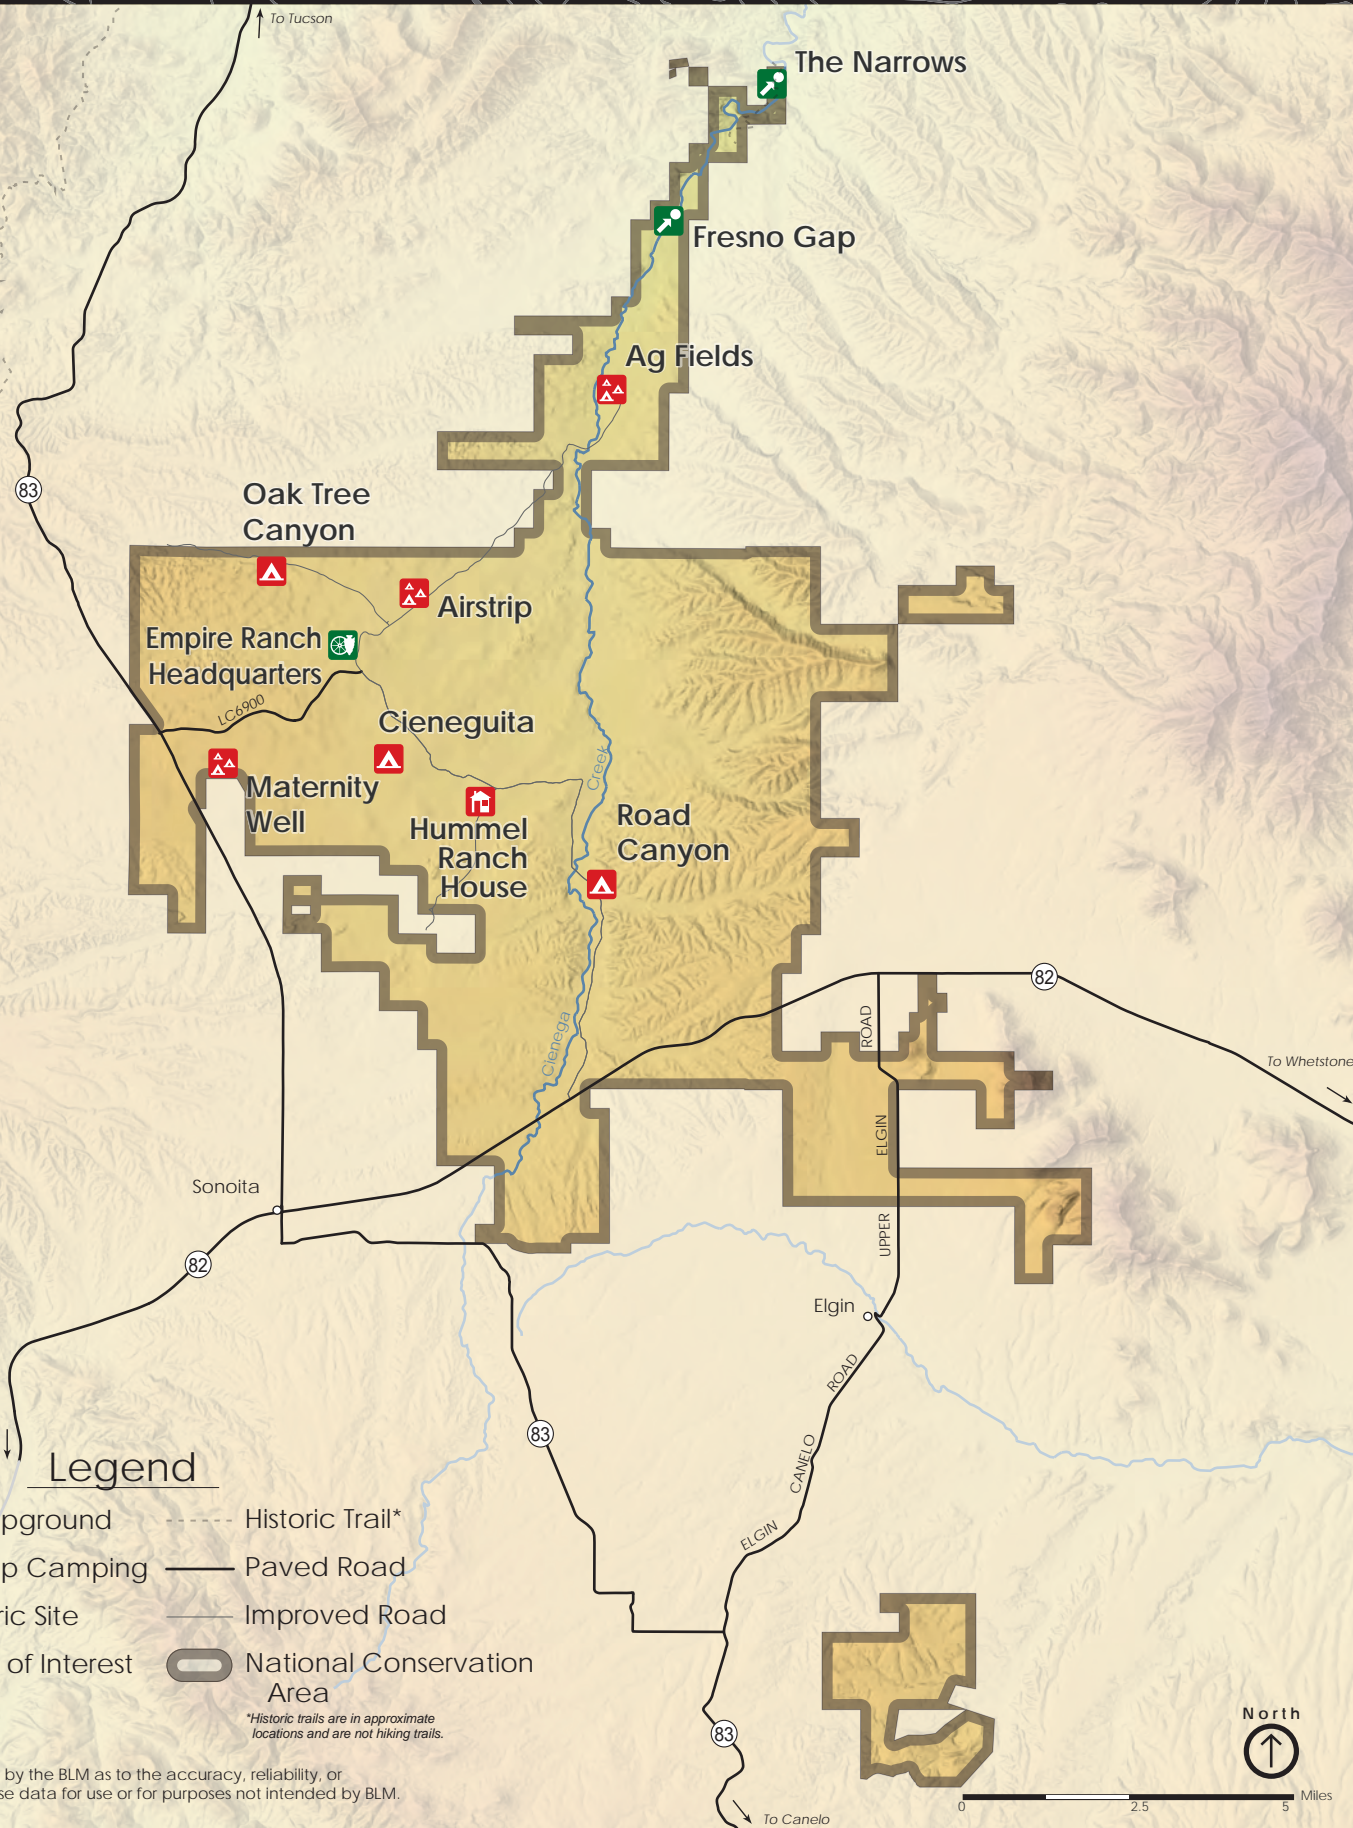 To Tucson
The Narrows
Fresno Gap
Ag Fields
83
Oak Tree
Canyon
Airstrip
Empire Ranch
Headquarters
LC6900
Cieneguita
Creek
Maternity
Well
Hummel
Ranch
House
Road
Canyon
82
ROAD
Cienega
To Whetstone
ELGIN
Sonoita
UPPER
82
Elgin
ROAD
83
CANELO
ELGIN
Legend
pground
Historic Trail*
p Camping
Paved Road
ric Site
Improved Road
of Interest
National Conservation
Area
*Historic trails are in approximate
locations and are not hiking trails.
North
83
by the BLM as to the accuracy, reliability, or
se data for use or for purposes not intended by BLM.
Miles
0 2.5 5
To Canelo